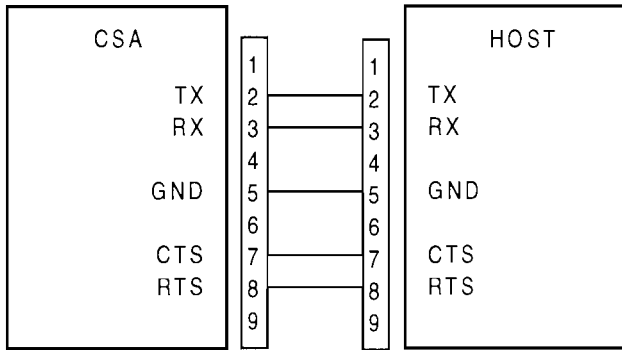 CSA HOST
1 1
TX 2 2 TX
RX 3 3 RX
4 4
GND 5 5 GND
6 6
CTS 7 7 CTS
RTS 8 8 RTS
9 9